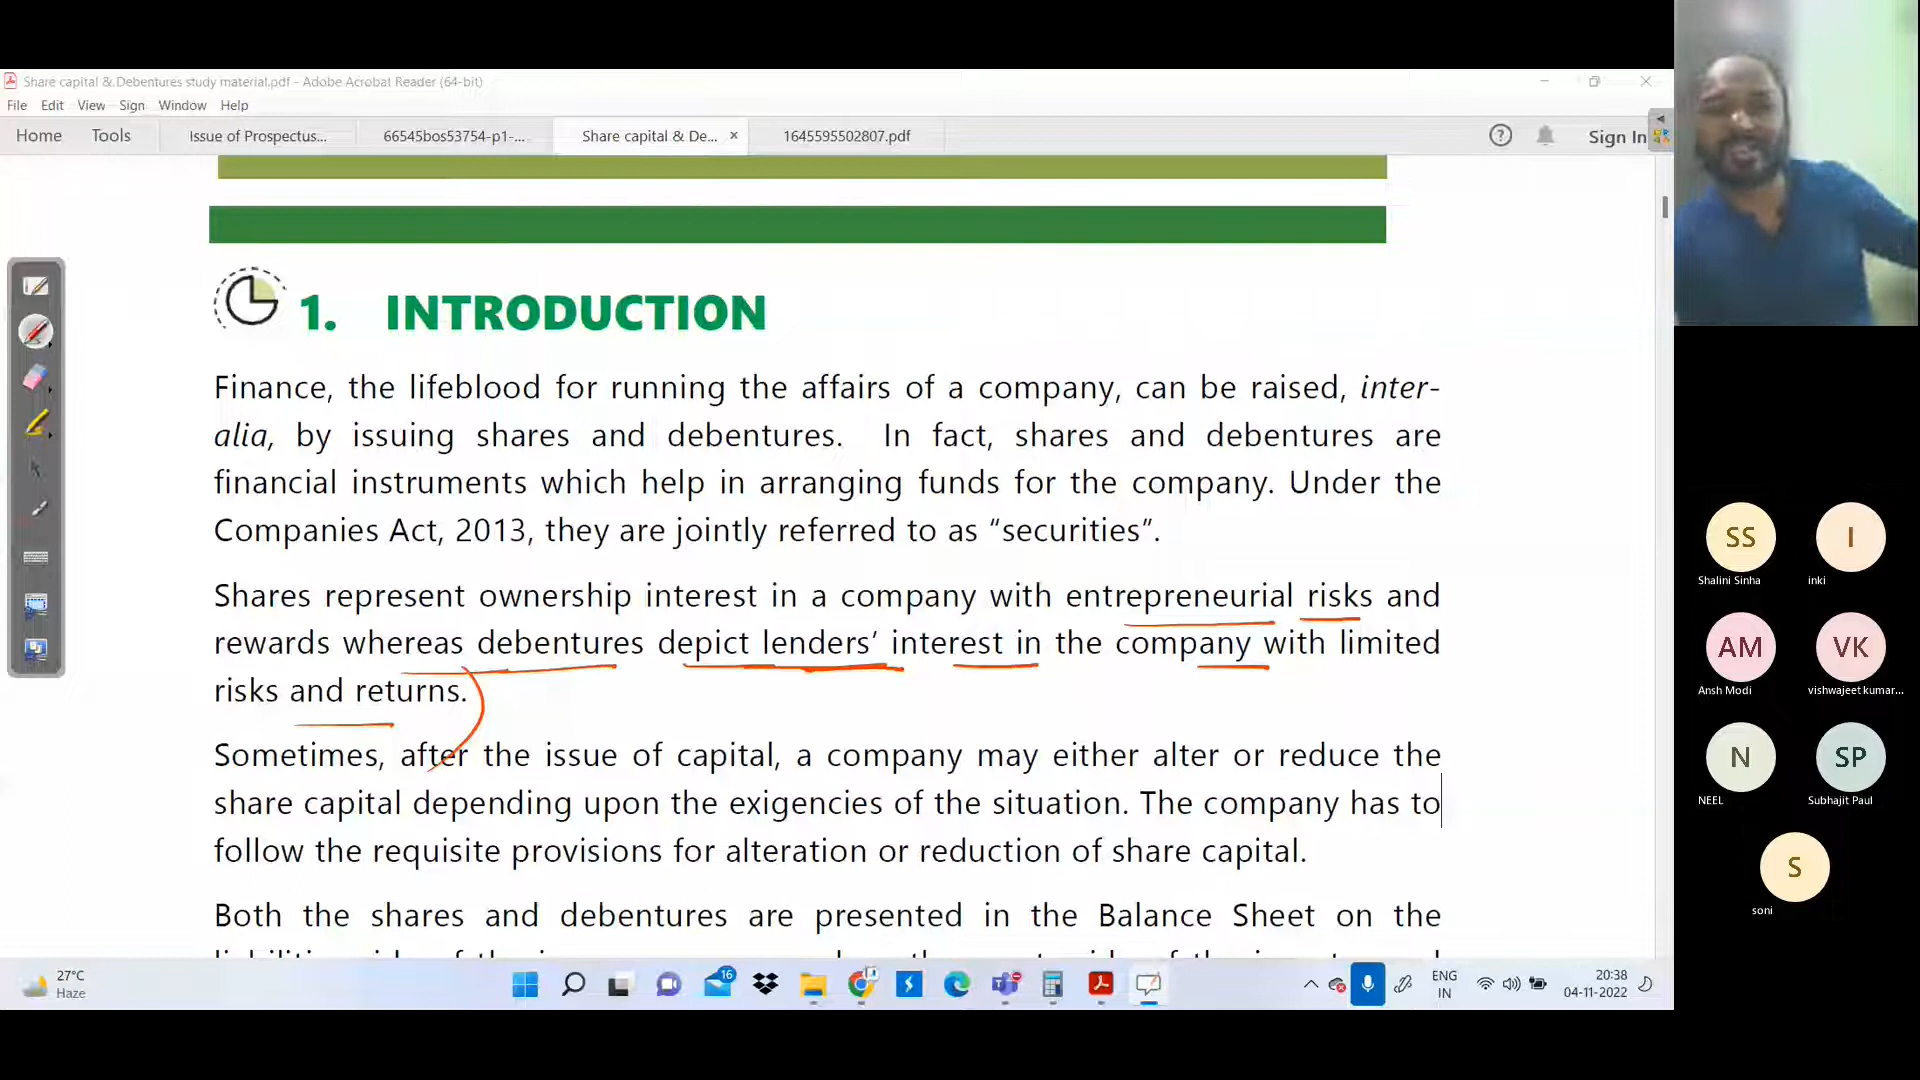 Share capital & Debentures study material.pdf - Adobe Acrobat Reader (64-bit)
File Edit View Sign Window Help
Home Tools Issue of Prospectus... 66545bos53754-p1-... Share capital & De... × 1645595502807.pdf Sign In
1. INTRODUCTION
Finance, the lifeblood for running the affairs of a company, can be raised, inter-
alia, by issuing shares and debentures. In fact, shares and debentures are
financial instruments which help in arranging funds for the company. Under the
Companies Act, 2013, they are jointly referred to as “securities”.
Shares represent ownership interest in a company with entrepreneurial risks and
rewards whereas debentures depict lenders’ interest in the company with limited
risks and returns.
Sometimes, after the issue of capital, a company may either alter or reduce the
share capital depending upon the exigencies of the situation. The company has to
follow the requisite provisions for alteration or reduction of share capital.
Both the shares and debentures are presented in the Balance Sheet on the
SS I
Shalini Sinha inki
AM VK
Ansh Modi vishwajeet kumar...
N SP
NEEL Subhajit Paul
S
soni
27°C
Haze
16
ENG
IN
20:38
04-11-2022